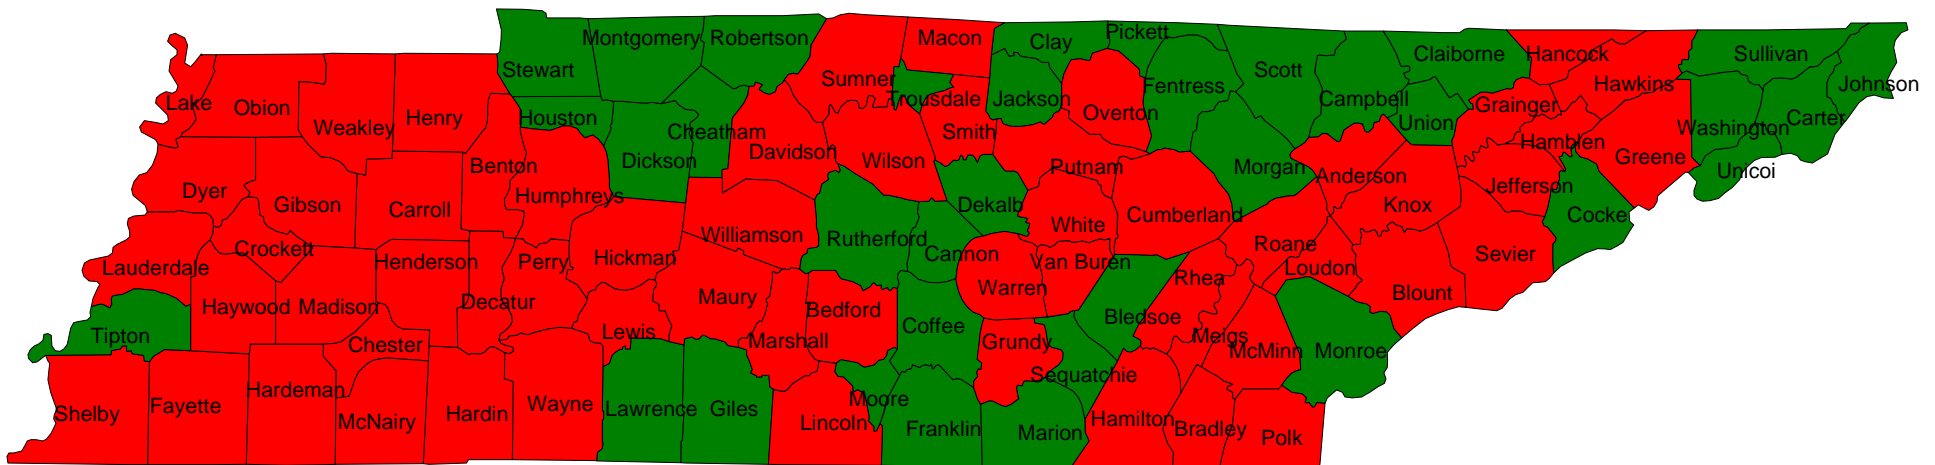 Lake
Obion
Weakley
Henry
Stewart
Montgomery
Robertson
Sumner
Macon
Trousdale
Clay
Pickett
Jackson
Overton
Fentress
Scott
Campbell
Claiborne
Union
Hancock
Hawkins
Grainger
Hamblen
Sullivan
Johnson
Carter
Washington
Unicoi
Greene
Dyer
Gibson
Carroll
Benton
Houston
Humphreys
Dickson
Cheatham
Davidson
Wilson
Smith
Putnam
Dekalb
White
Cumberland
Morgan
Anderson
Knox
Jefferson
Cocke
Sevier
Lauderdale
Crockett
Haywood
Madison
Henderson
Decatur
Perry
Hickman
Williamson
Rutherford
Cannon
Warren
Van Buren
Bledsoe
Rhea
Roane
Loudon
Blount
Tipton
Chester
Lewis
Maury
Marshall
Bedford
Coffee
Grundy
Sequatchie
Meigs
McMinn
Monroe
Shelby
Fayette
Hardeman
McNairy
Hardin
Wayne
Lawrence
Giles
Lincoln
Moore
Franklin
Marion
Hamilton
Bradley
Polk